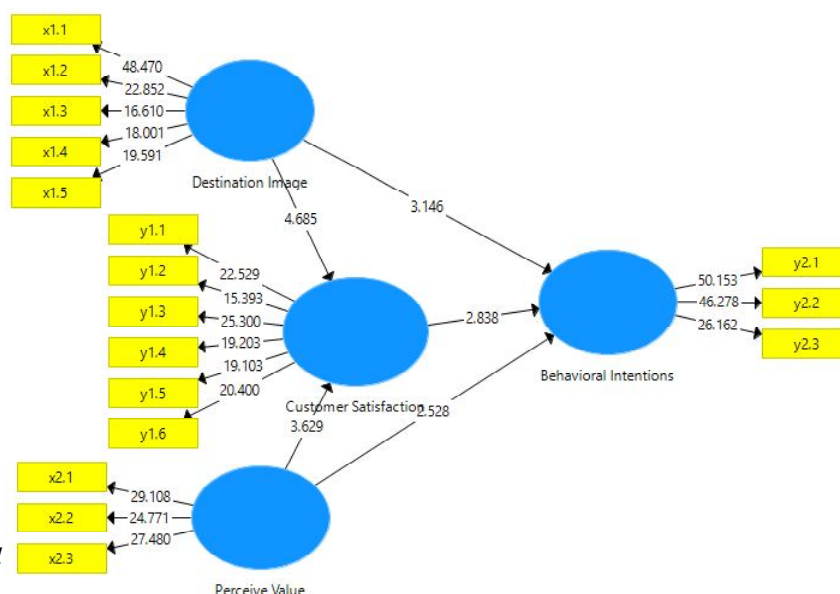 x1.1
x1.2
x1.3
x1.4
x1.5
48.470
22.852
16.610
18.001
19.591
Destination Image
4.685
3.146
y1.1
y1.2
y1.3
y1.4
y1.5
y1.6
22.529
15.393
25.300
19.203
19.103
20.400
Customer Satisfaction
2.838
2.528
3.629
y2.1
y2.2
y2.3
50.153
46.278
26.162
Behavioral Intentions
x2.1
x2.2
x2.3
29.108
24.771
27.480
Perceive Value